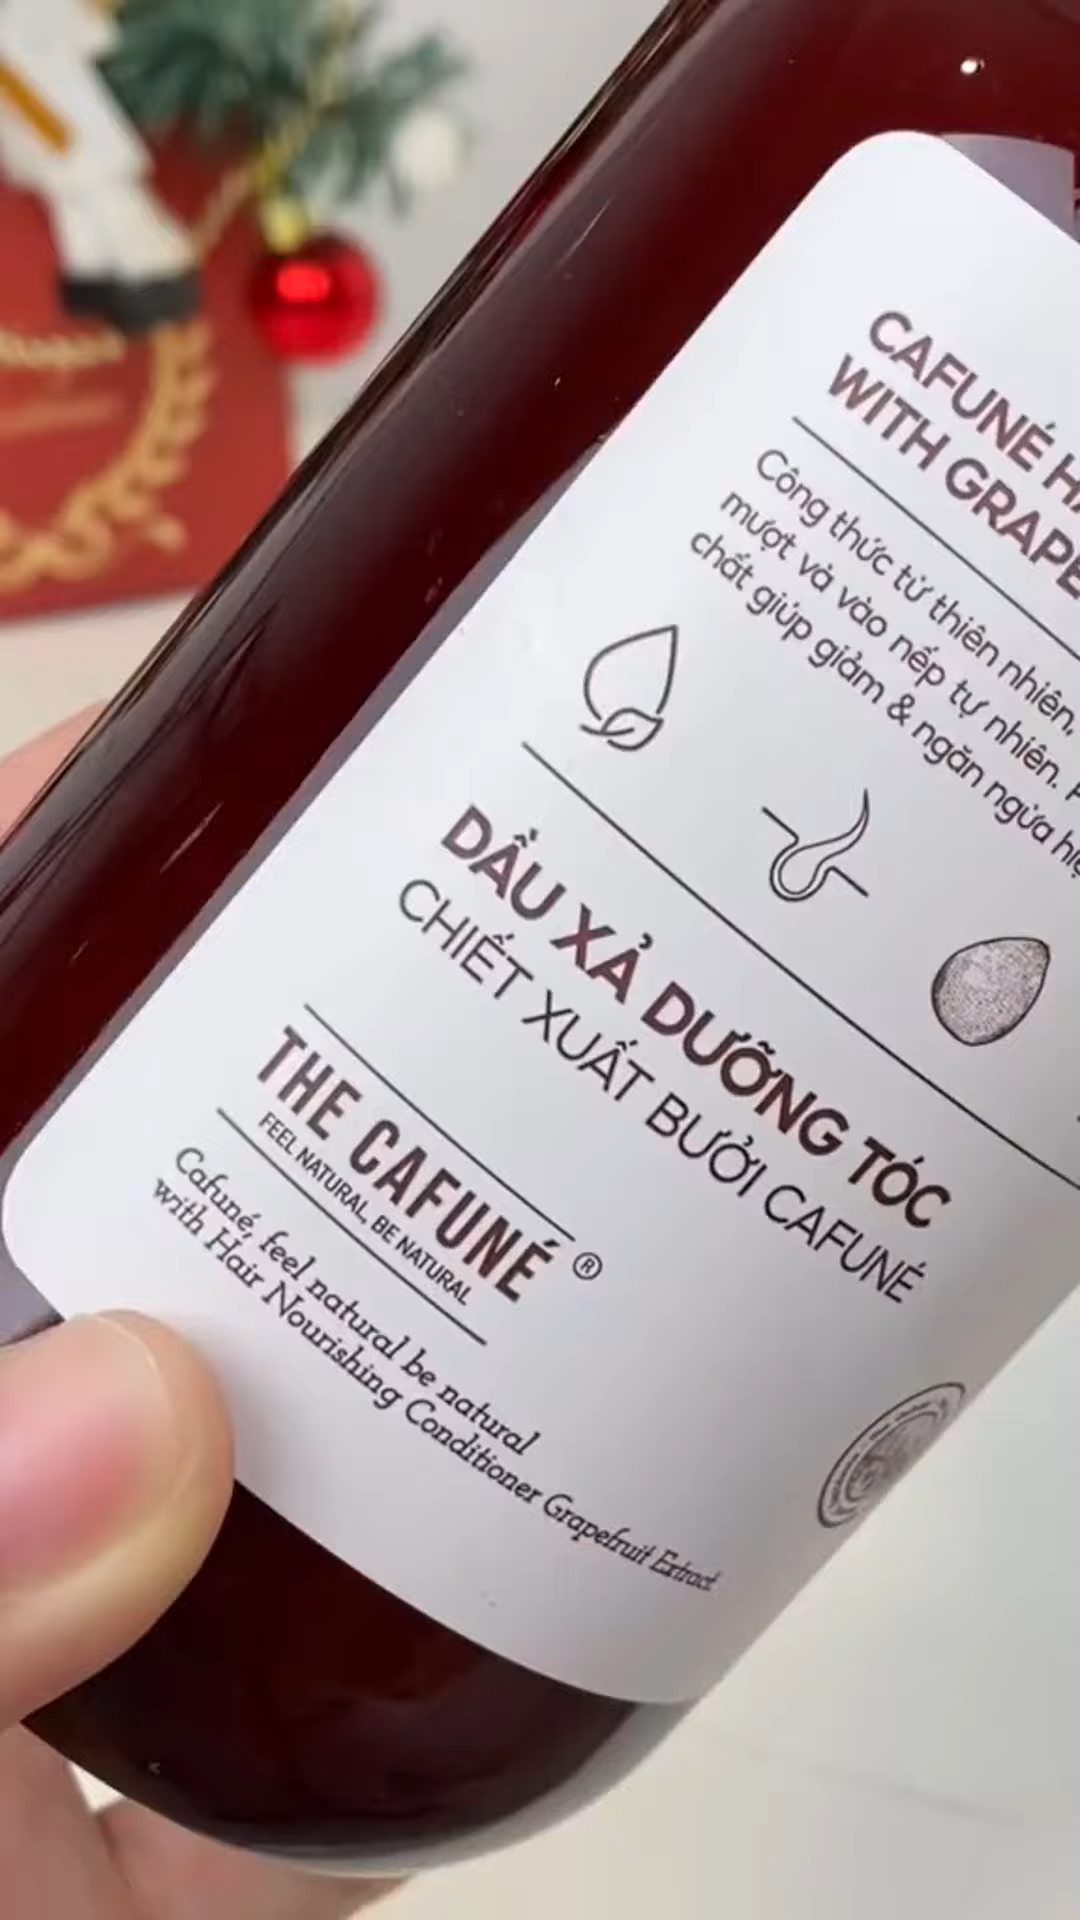 CAFUNÉ
WITH
Công thức từ thiên nhiên,
mượt và vào nếp tự nhiên.
chất giúp giảm & ngăn ngừa
DẦU XẢ DƯỠNG TÓC
CHIẾT XUẤT BƯỞI CAFUNÉ
THE CAFUNÉ ®
FEEL NATURAL, BE NATURAL
Cafuné, feel natural be natural
with Hair Nourishing Conditioner Grapefruit Extract